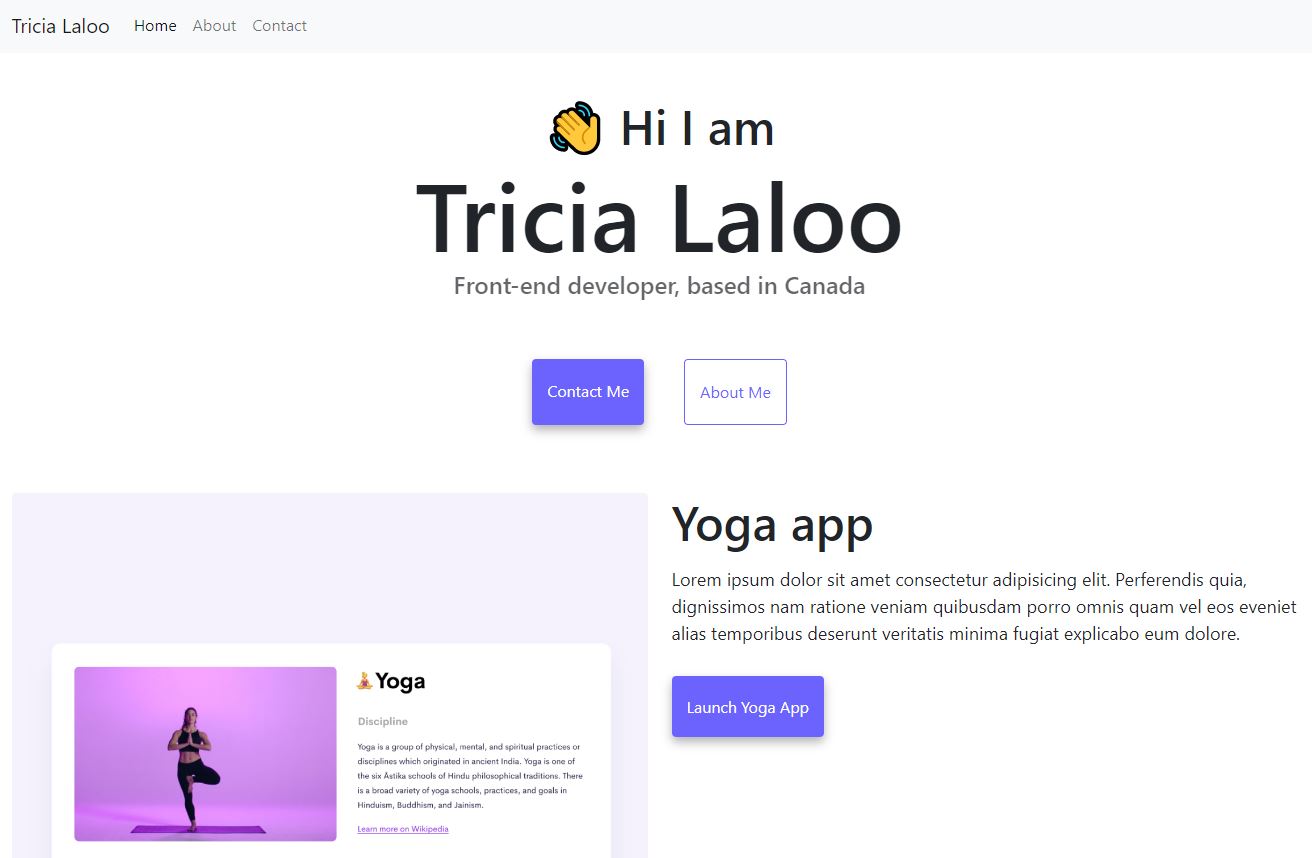 Tricia Laloo Home About Contact
👋 Hi I am
Tricia Laloo
Front-end developer, based in Canada
Contact Me
About Me
Yoga app
Lorem ipsum dolor sit amet consectetur adipisicing elit. Perferendis quia,
dignissimos nam ratione veniam quibusdam porro omnis quam vel eos eveniet
alias temporibus deserunt veritatis minima fugiat explicabo eum dolore.
Launch Yoga App
🧘Yoga
Discipline
Yoga is a group of physical, mental, and spiritual practices or
disciplines which originated in ancient India. Yoga is one of
the six Āstika schools of Hindu philosophical traditions. There
is a broad variety of yoga schools, practices, and goals in
Hinduism, Buddhism, and Jainism.
Learn more on Wikipedia